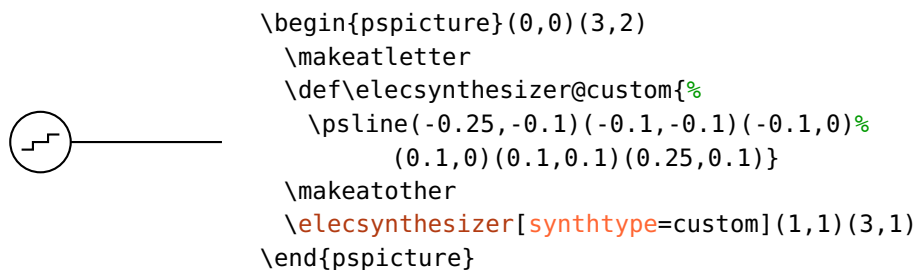 \begin{pspicture}(0,0)(3,2)
\makeatletter
\def\elecsynthesizer@custom{%
\psline(-0.25,-0.1)(-0.1,-0.1)(-0.1,0)%
(0.1,0)(0.1,0.1)(0.25,0.1)}
\makeatother
\elecsynthesizer[synthtype=custom](1,1)(3,1)
\end{pspicture}